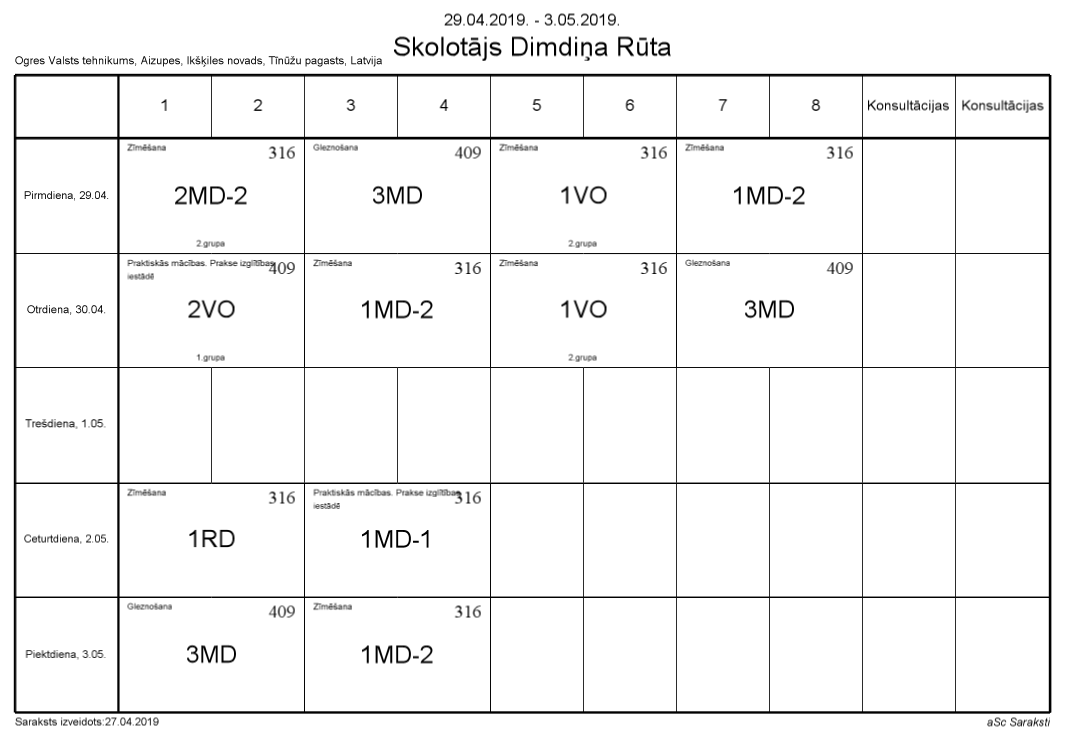 29.04.2019. - 3.05.2019.
Skolotājs Dimdiņa Rūta
Ogres Valsts tehnikums, Aizupes, Ikšķiles novads, Tīnūžu pagasts, Latvija
1 2 3 4 5 6 7 8 Konsultācijas Konsultācijas
Zīmēšana 316 Gleznošana 409 Zīmēšana 316 Zīmēšana 316
Pirmdiena, 29.04. 2MD-2 3MD 1VO 1MD-2
2.grupa 2.grupa
Praktiskās mācības. Prakse izglītības 409 Zīmēšana 316 Zīmēšana 316 Gleznošana 409
iestādē
Otrdiena, 30.04. 2VO 1MD-2 1VO 3MD
1.grupa 2.grupa
Trešdiena, 1.05.
Zīmēšana 316 Praktiskās mācības. Prakse izglītības 316
iestādē
Ceturtdiena, 2.05. 1RD 1MD-1
Gleznošana 409 Zīmēšana 316
Piektdiena, 3.05. 3MD 1MD-2
Saraksts izveidots:27.04.2019 aSc Saraksti